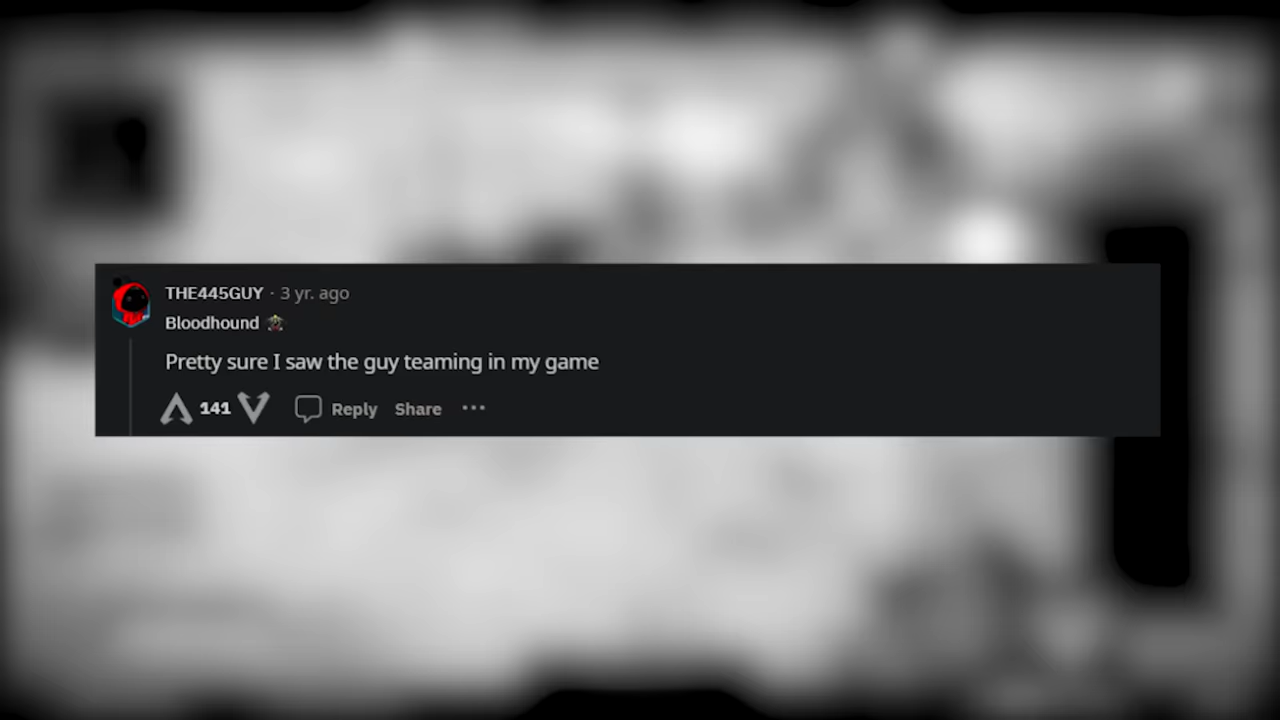 THE445GUY · 3 yr. ago
Bloodhound
Pretty sure I saw the guy teaming in my game
141 Reply Share ···